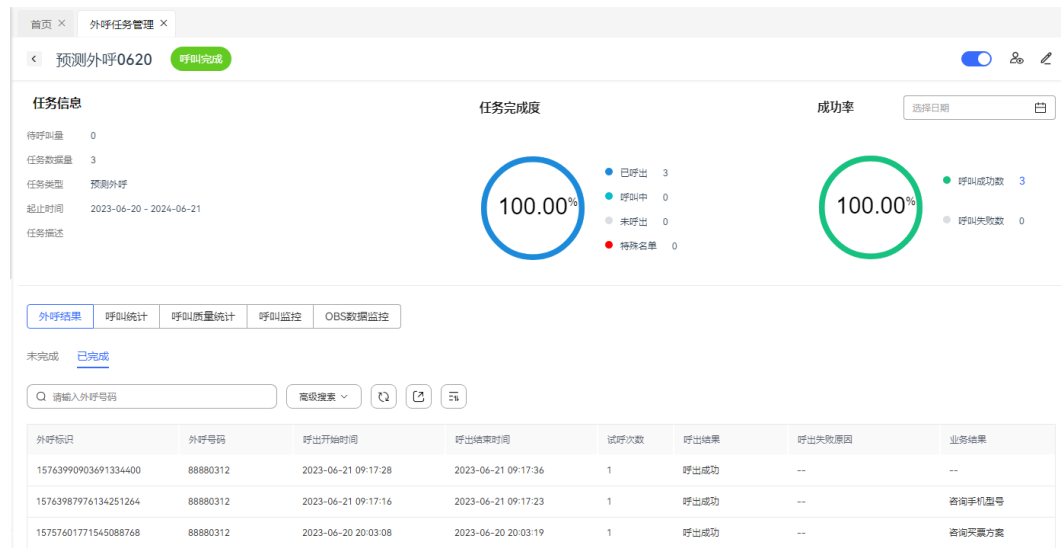 首页 × 外呼任务管理 ×
预测外呼0620 呼叫完成
任务信息
待呼叫量 0
任务数据量 3
任务类型 预测外呼
起止时间 2023-06-20 - 2024-06-21
任务描述
任务完成度
100.00%
已呼出 3
呼叫中 0
未呼出 0
特殊名单 0
成功率 选择日期
100.00%
呼叫成功数 3
呼叫失败数 0
外呼结果 呼叫统计 呼叫质量统计 呼叫监控 OBS数据监控
未完成 已完成
请输入外呼号码 高级搜索
外呼标识 外呼号码 呼出开始时间 呼出结束时间 试呼次数 呼出结果 呼出失败原因 业务结果
15763990903691334400 88880312 2023-06-21 09:17:28 2023-06-21 09:17:36 1 呼出成功 -- --
15763987976134251264 88880312 2023-06-21 09:17:16 2023-06-21 09:17:23 1 呼出成功 -- 咨询手机型号
15757601771545088768 88880312 2023-06-20 20:03:08 2023-06-20 20:03:19 1 呼出成功 -- 咨询买票方案